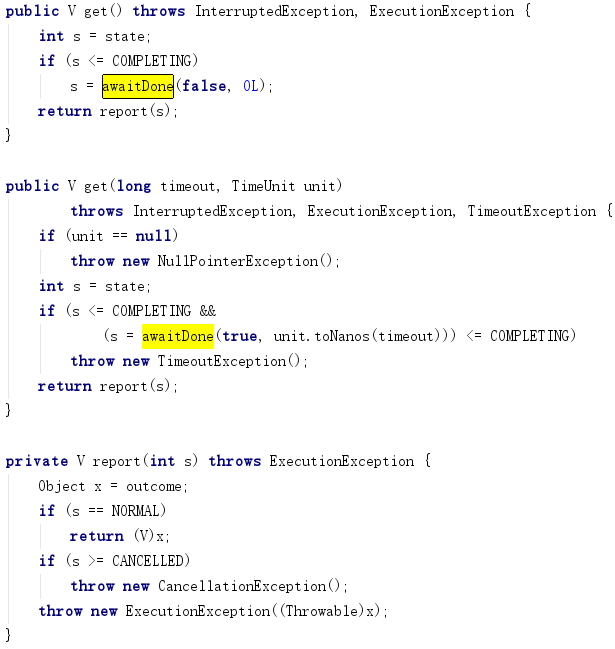 public V get() throws InterruptedException, ExecutionException {
    int s = state;
    if (s <= COMPLETING)
        s = awaitDone(false, 0L);
    return report(s);
}

public V get(long timeout, TimeUnit unit)
        throws InterruptedException, ExecutionException, TimeoutException {
    if (unit == null)
        throw new NullPointerException();
    int s = state;
    if (s <= COMPLETING &&
            (s = awaitDone(true, unit.toNanos(timeout))) <= COMPLETING)
        throw new TimeoutException();
    return report(s);
}

private V report(int s) throws ExecutionException {
    Object x = outcome;
    if (s == NORMAL)
        return (V)x;
    if (s >= CANCELLED)
        throw new CancellationException();
    throw new ExecutionException((Throwable)x);
}